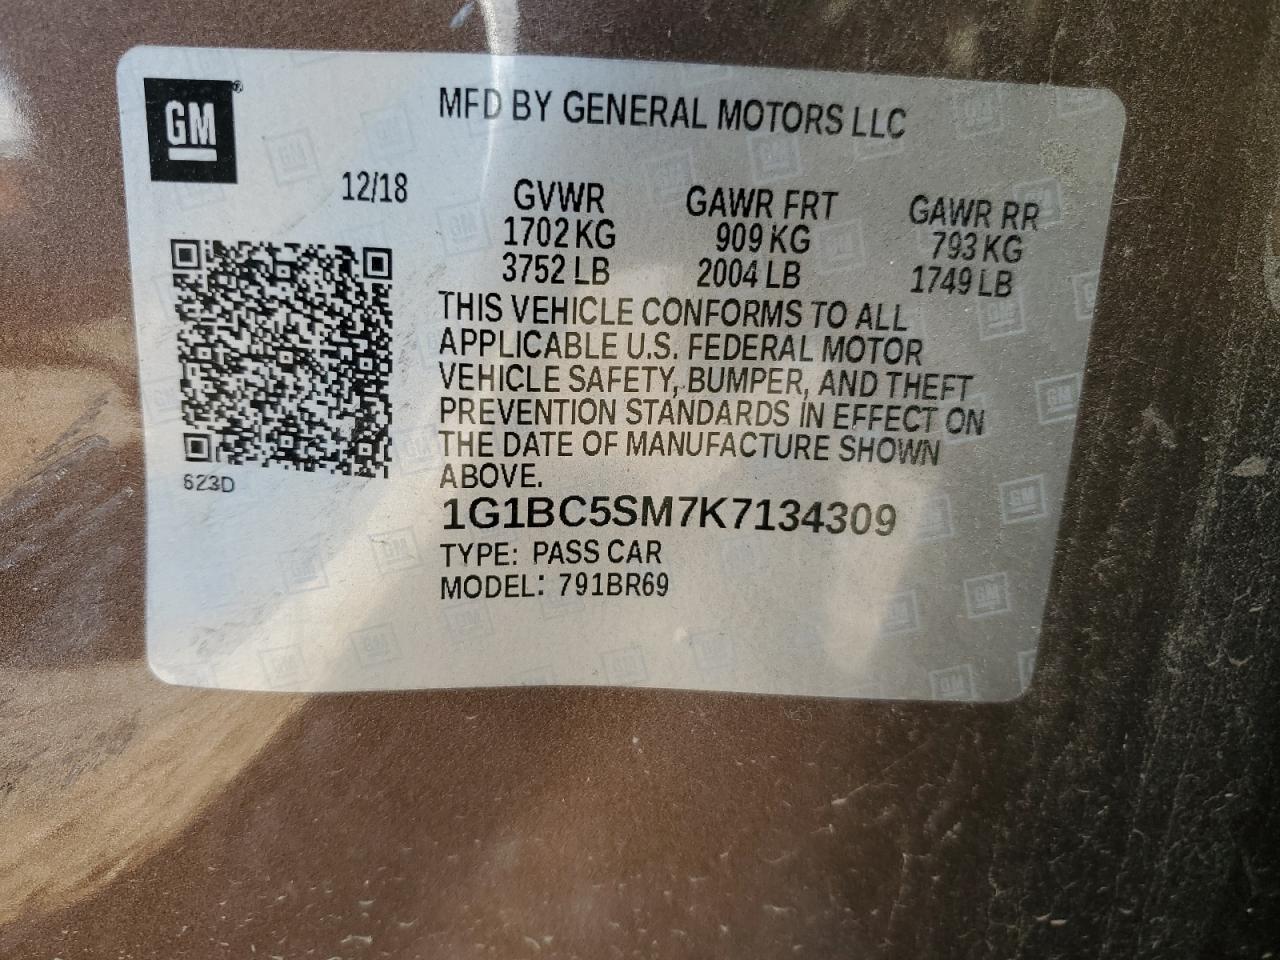 GM
MFD BY GENERAL MOTORS LLC
12/18
GVWR
1702 KG
3752 LB
GAWR FRT
909 KG
2004 LB
GAWR RR
793 KG
1749 LB
THIS VEHICLE CONFORMS TO ALL
APPLICABLE U.S. FEDERAL MOTOR
VEHICLE SAFETY, BUMPER, AND THEFT
PREVENTION STANDARDS IN EFFECT ON
THE DATE OF MANUFACTURE SHOWN
ABOVE.
623D
1G1BC5SM7K7134309
TYPE: PASS CAR
MODEL: 791BR69